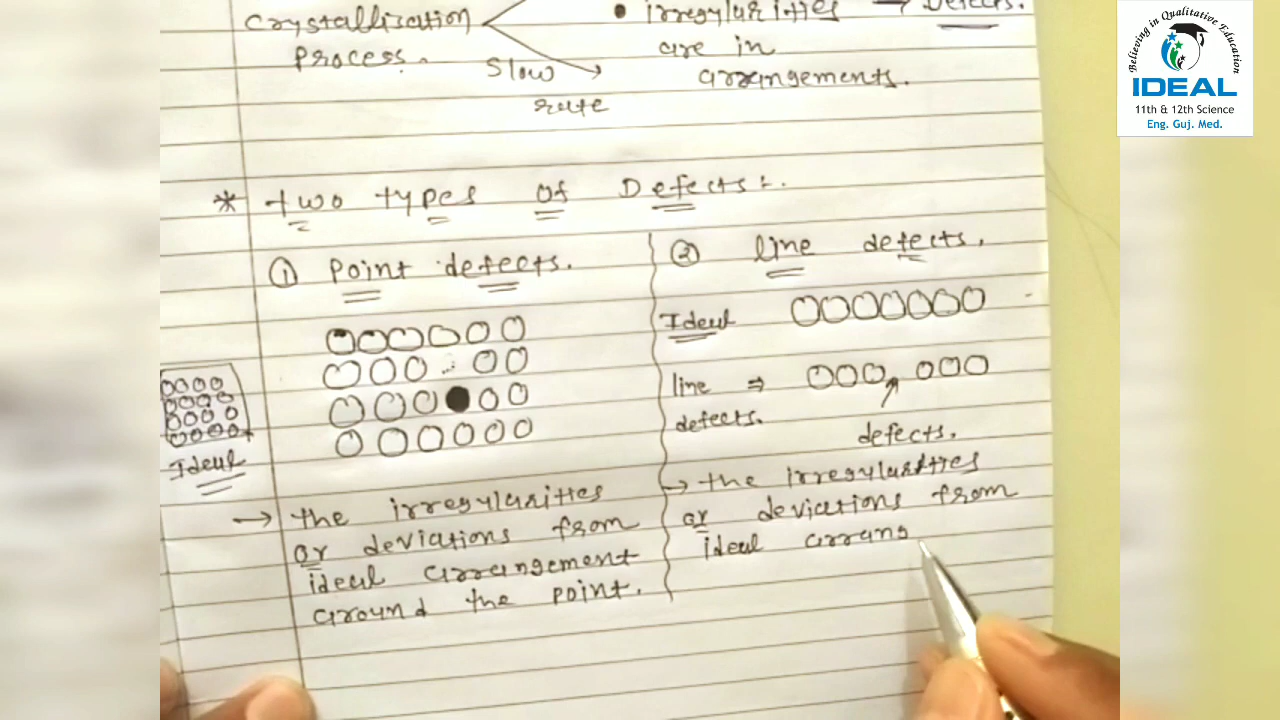 crystallisation
process.
slow
rate
• irregularities → Defects.
are in
arrangements.
* two types of Defects:.
① point defects.
Ideal
→ the irregularities
or deviations from
ideal arrangement
around the point.
② line defects.
Ideal
line ⇒
defects.
defects.
→ the irregularities
or deviations from
ideal arrang
Believing in Qualitative Education
IDEAL
11th & 12th Science
Eng. Guj. Med.